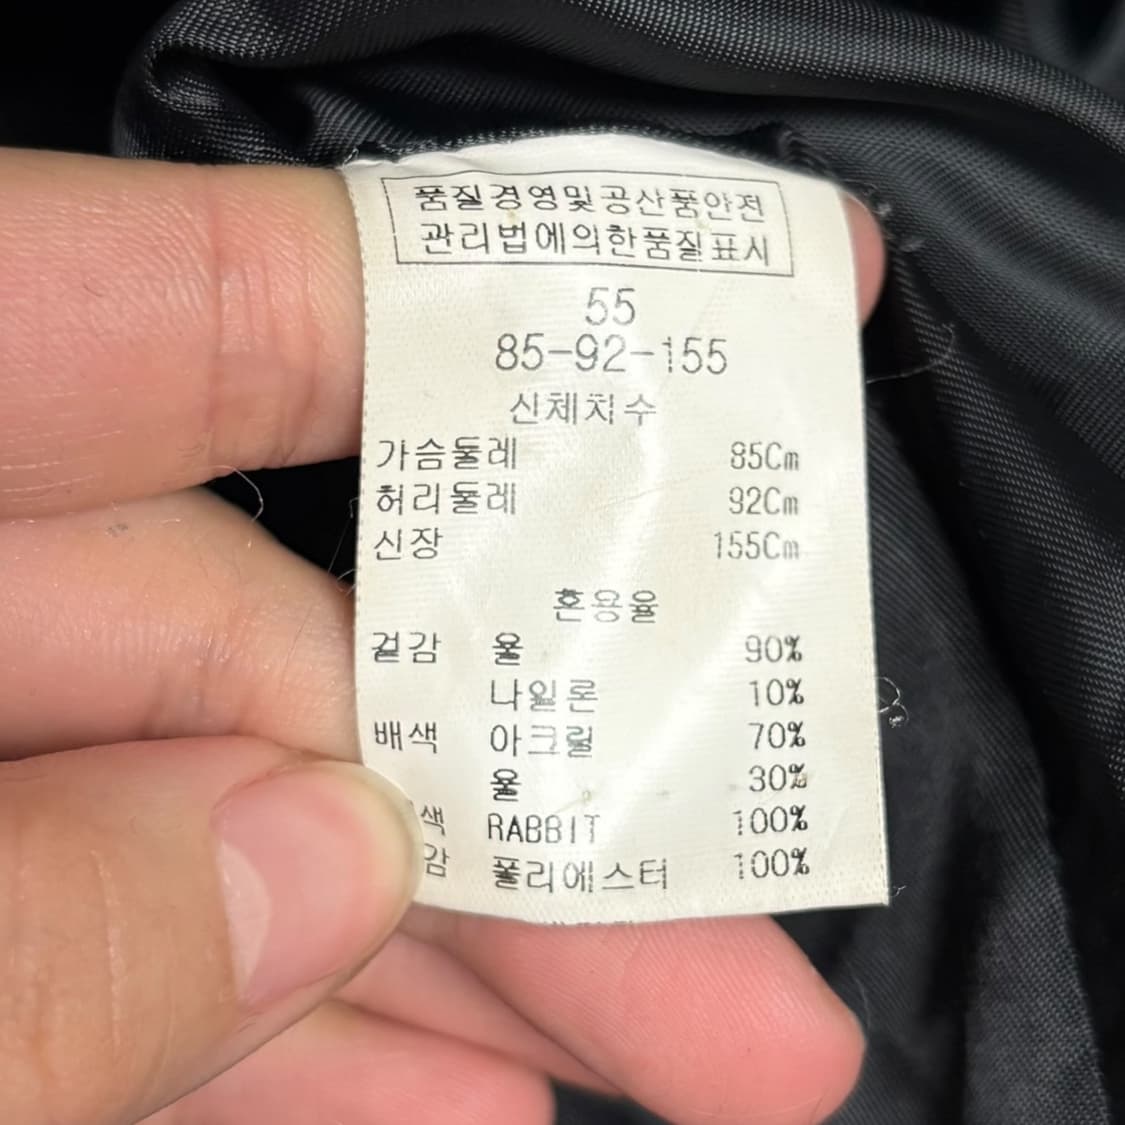 품질경영및공산품안전
관리법에의한품질표시
55
85-92-155
신체치수
가슴둘레 85Cm
허리둘레 92Cm
신장 155Cm
혼용율
겉감 울 90%
나일론 10%
배색 아크릴 70%
울 30%
색 RABBIT 100%
감 폴리에스터 100%